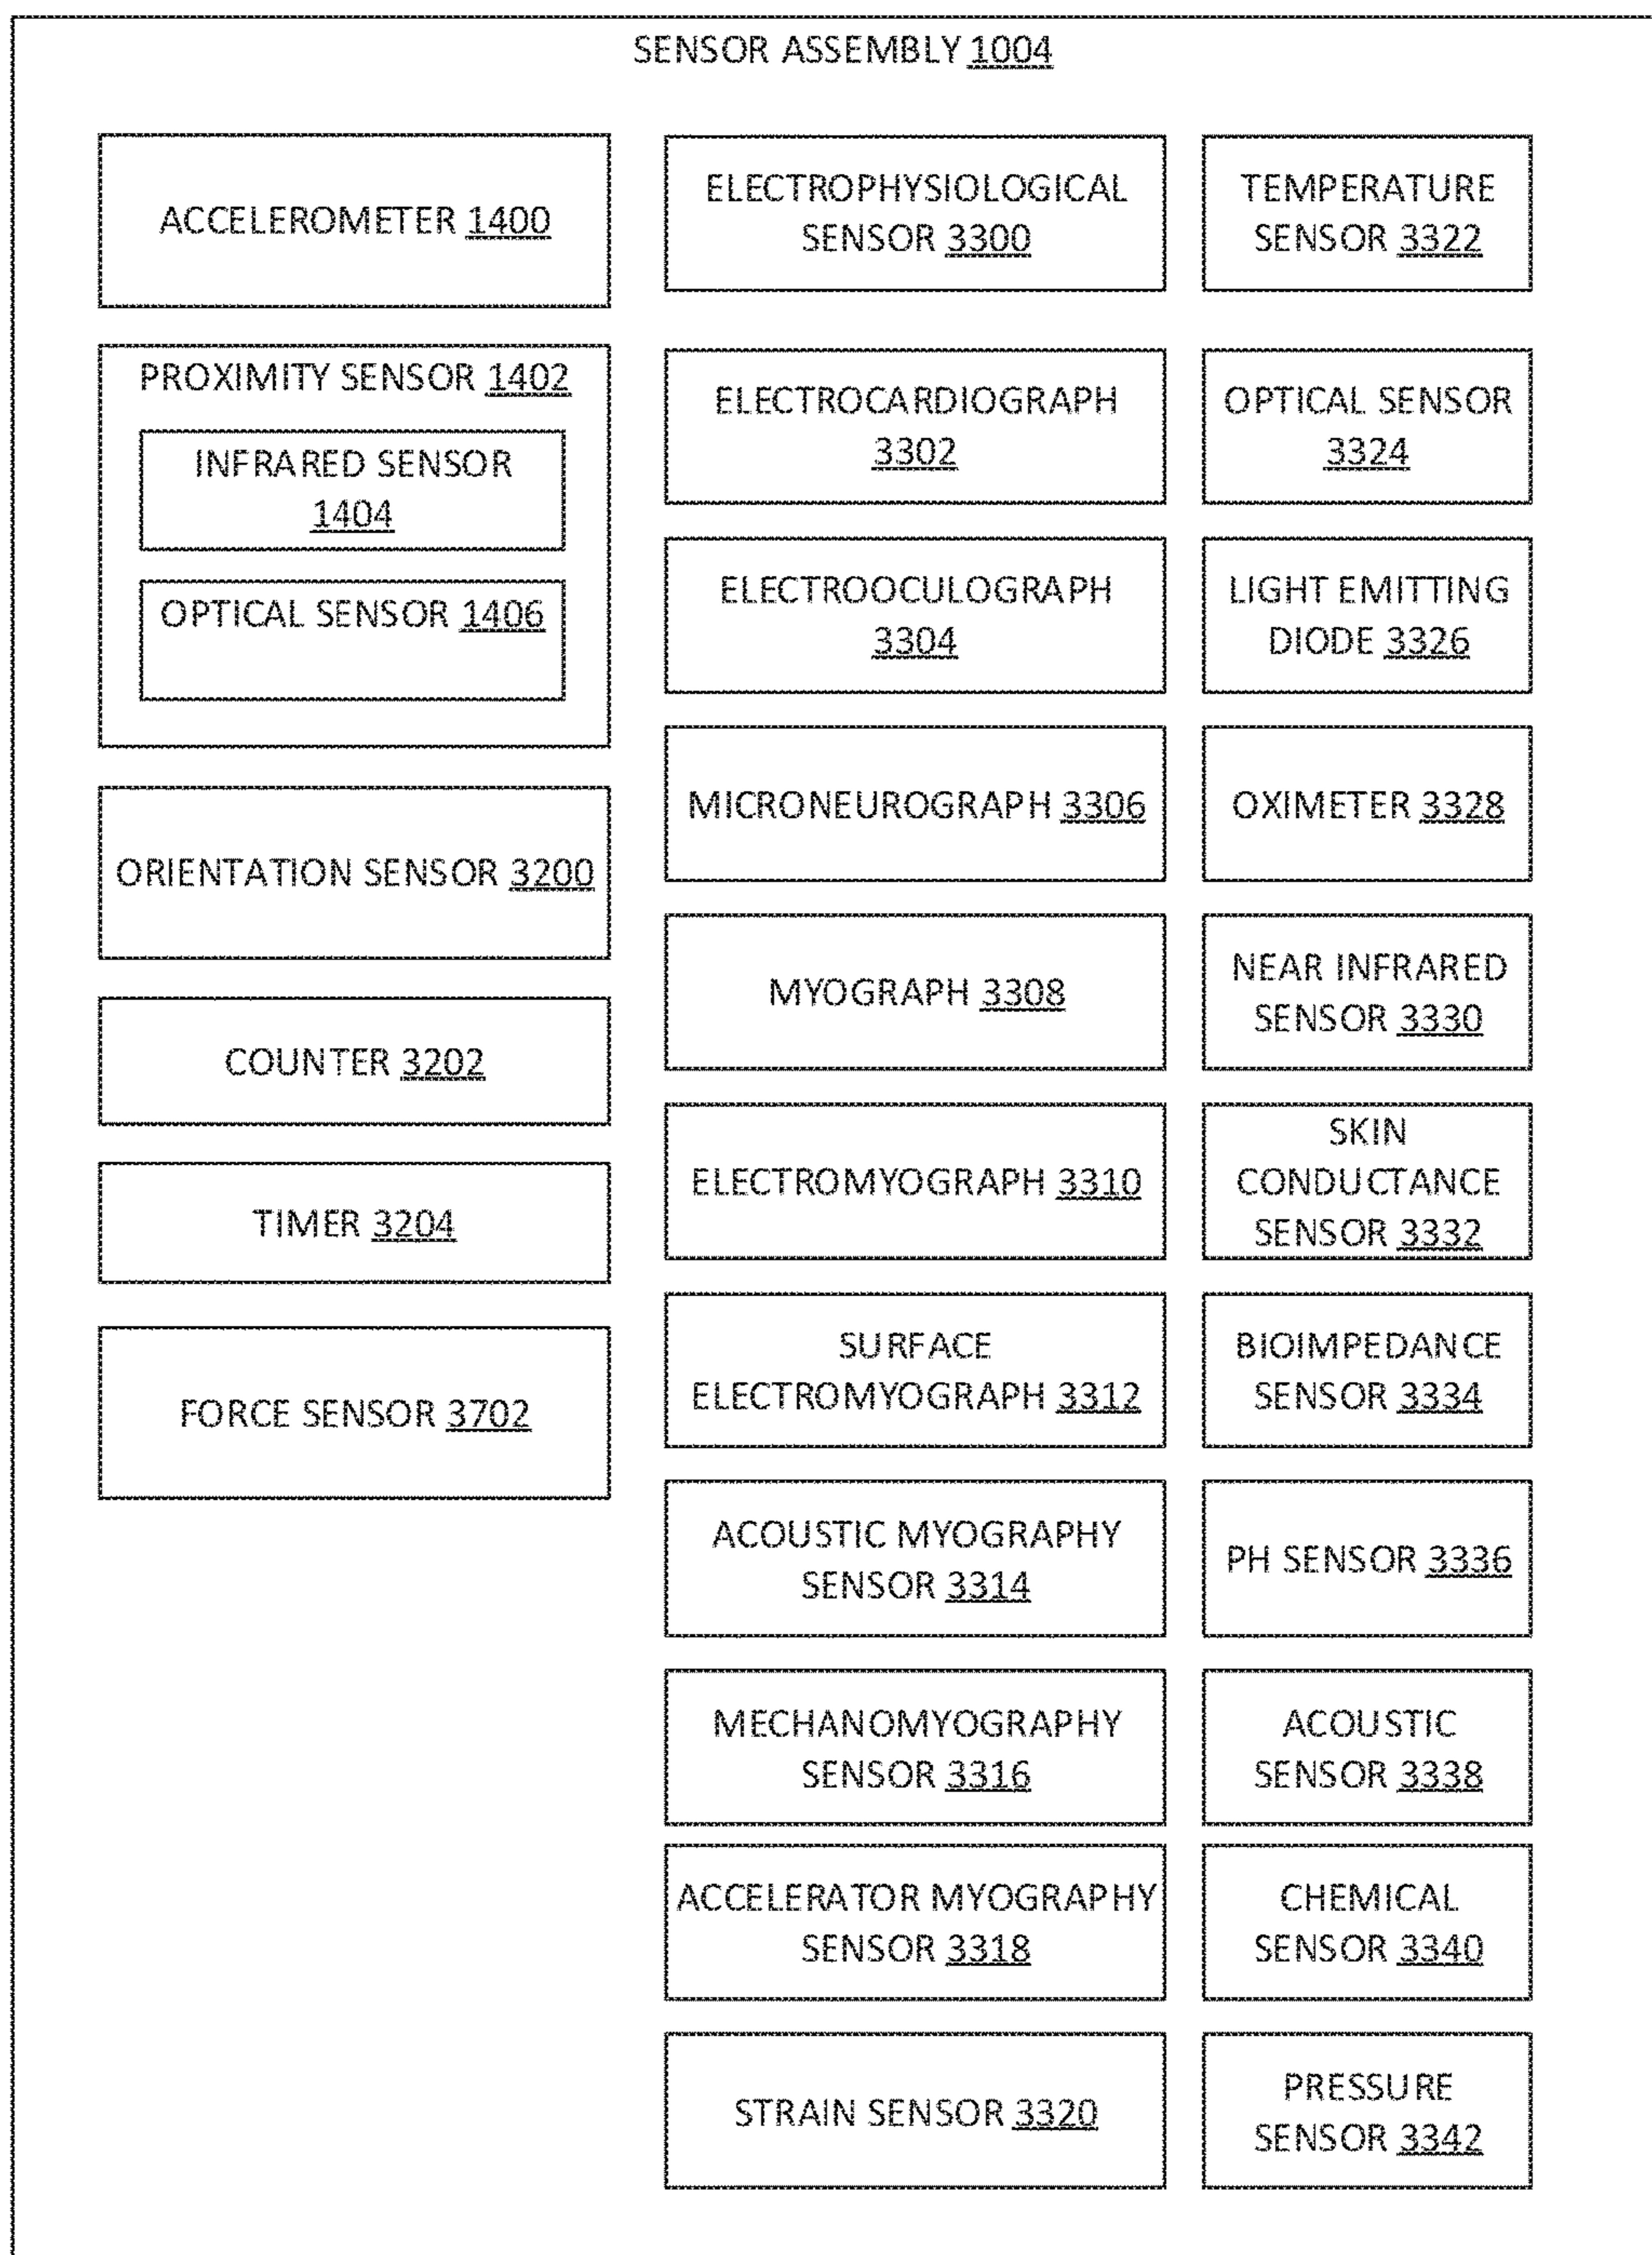 SENSOR ASSEMBLY 1004
ACCELEROMETER 1400
PROXIMITY SENSOR 1402
INFRARED SENSOR
1404
OPTICAL SENSOR 1406
ORIENTATION SENSOR 3200
COUNTER 3202
TIMER 3204
FORCE SENSOR 3702
ELECTROPHYSIOLOGICAL
SENSOR 3300
ELECTROCARDIOGRAPH
3302
ELECTROOCULOGRAPH
3304
MICRONEUROGRAPH 3306
MYOGRAPH 3308
ELECTROMYOGRAPH 3310
SURFACE
ELECTROMYOGRAPH 3312
ACOUSTIC MYOGRAPHY
SENSOR 3314
MECHANOMYOGRAPHY
SENSOR 3316
ACCELERATOR MYOGRAPHY
SENSOR 3318
STRAIN SENSOR 3320
TEMPERATURE
SENSOR 3322
OPTICAL SENSOR
3324
LIGHT EMITTING
DIODE 3326
OXIMETER 3328
NEAR INFRARED
SENSOR 3330
SKIN
CONDUCTANCE
SENSOR 3332
BIOIMPEDANCE
SENSOR 3334
PH SENSOR 3336
ACOUSTIC
SENSOR 3338
CHEMICAL
SENSOR 3340
PRESSURE
SENSOR 3342